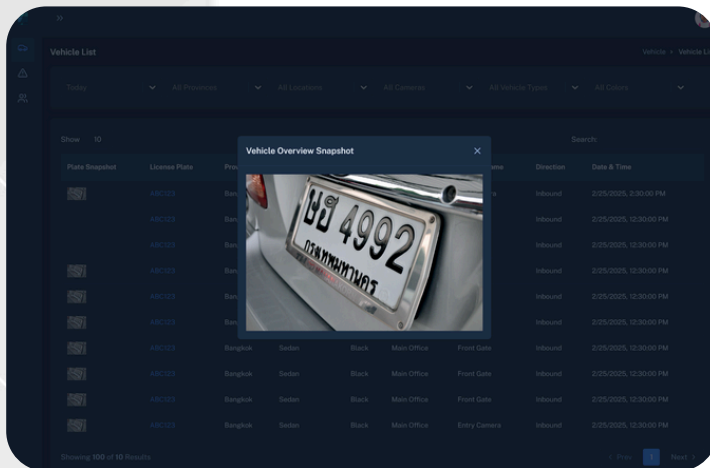 Vehicle List
Vehicle Vehicle
Today All Provinces All Locations All Cameras All Vehicle Types All Colors
Show 10 Search:
Vehicle Overview Snapshot
Plate Snapshot License Plate Direction Date & Time
ABC123 Inbound 2/25/2025, 2:30:00 PM
ABC123 Inbound 2/25/2025, 12:30:00 PM
ABC123 Inbound 2/25/2025, 12:30:00 PM
ABC123 Inbound 2/25/2025, 12:30:00 PM
ABC123 Inbound 2/25/2025, 12:30:00 PM
ABC123 Inbound 2/25/2025, 12:30:00 PM
4992
กรุงเทพมหานคร
ABC123 Bangkok Sedan Black Main Office Front Gate Inbound 2/25/2025, 12:30:00 PM
ABC123 Bangkok Sedan Black Main Office Front Gate Inbound 2/25/2025, 12:30:00 PM
ABC123 Bangkok Sedan Black Main Office Front Gate Inbound 2/25/2025, 12:30:00 PM
ABC123 Bangkok Sedan Black Main Office Entry Camera Inbound 2/25/2025, 12:30:00 PM
Showing 100 of 10 Results
Prev 1 Next